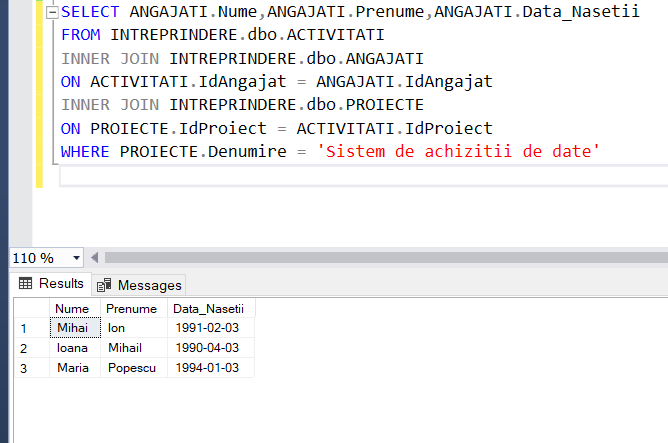 SELECT ANGAJATI.Nume,ANGAJATI.Prenume,ANGAJATI.Data_Nasetii
FROM INTREPRINDERE.dbo.ACTIVITATI
INNER JOIN INTREPRINDERE.dbo.ANGAJATI
ON ACTIVITATI.IdAngajat = ANGAJATI.IdAngajat
INNER JOIN INTREPRINDERE.dbo.PROIECTE
ON PROIECTE.IdProiect = ACTIVITATI.IdProiect
WHERE PROIECTE.Denumire = 'Sistem de achizitii de date'
110 %
Results Messages
Nume Prenume Data_Nasetii
1 Mihai Ion 1991-02-03
2 Ioana Mihail 1990-04-03
3 Maria Popescu 1994-01-03